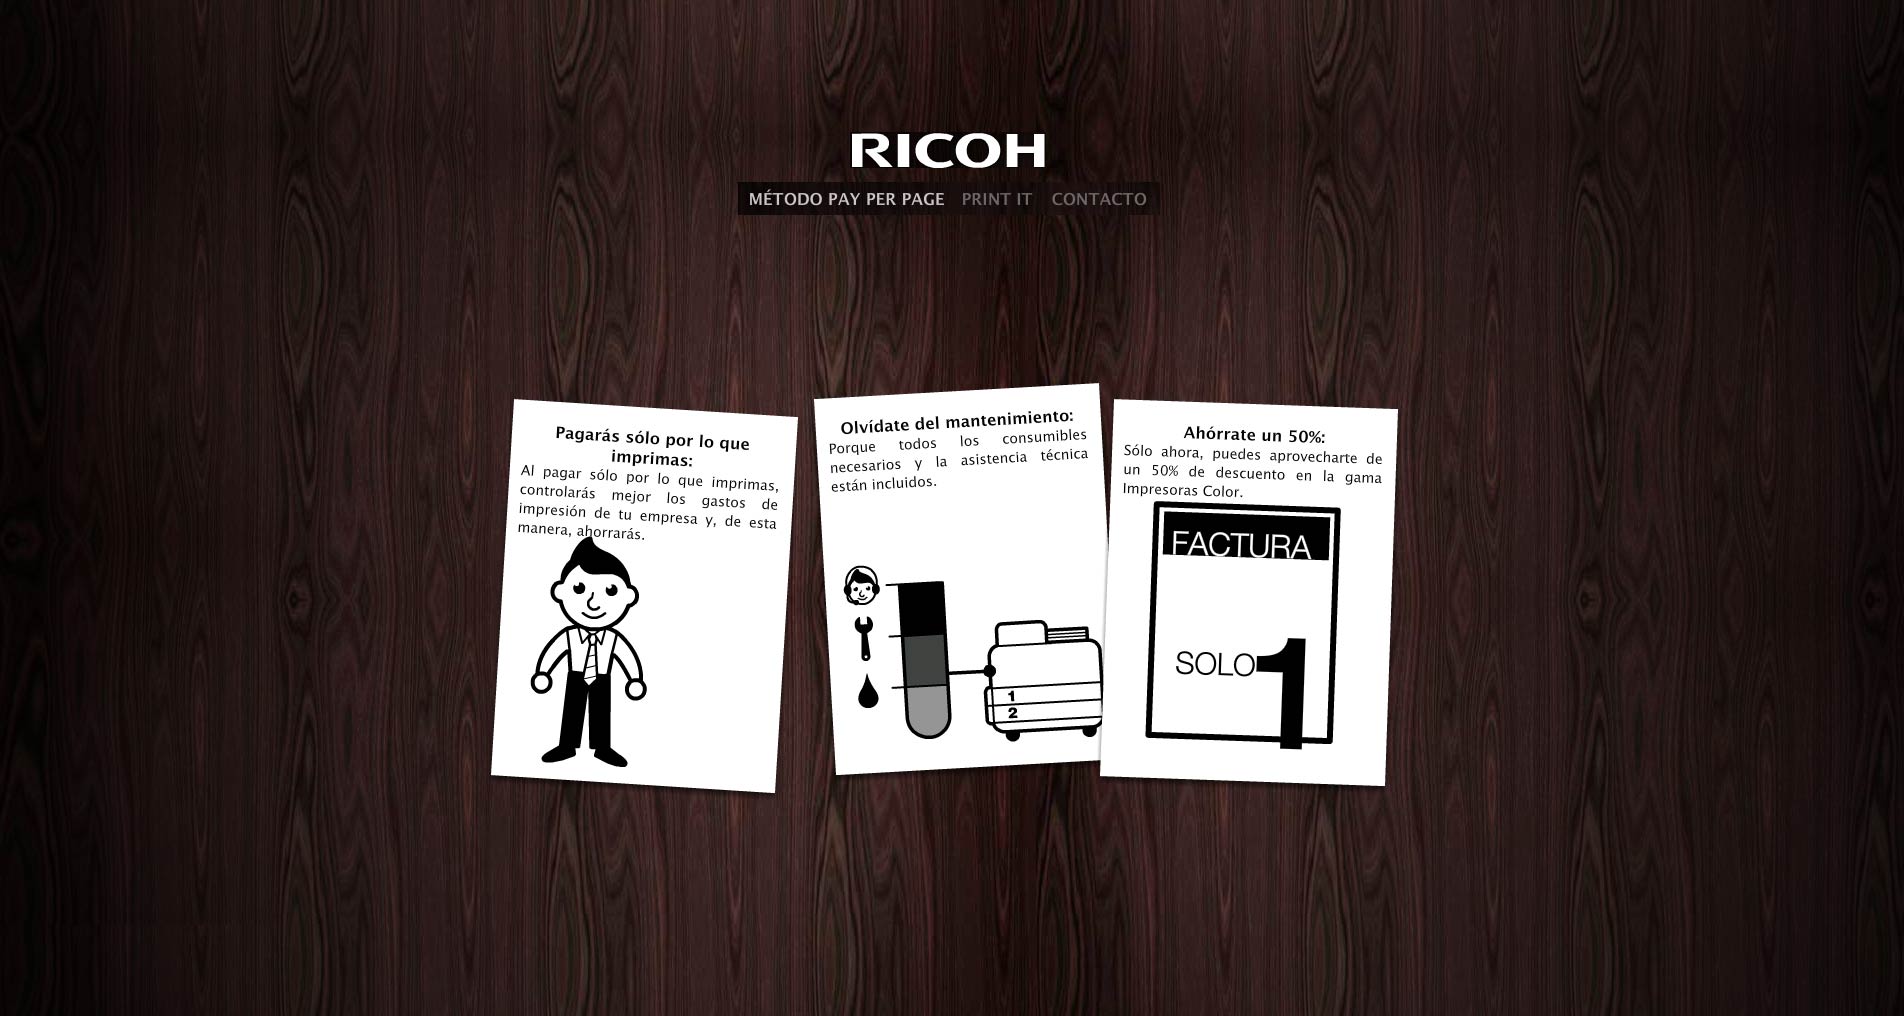 RICOH
MÉTODO PAY PER PAGE PRINT IT CONTACTO
Pagarás sólo por lo que
imprimas:
Al pagar sólo por lo que imprimas,
controlarás mejor los gastos de
impresión de tu empresa y, de esta
manera, ahorrarás.
Olvídate del mantenimiento:
Porque todos los consumibles
necesarios y la asistencia técnica
están incluidos.
1
2
Ahórrate un 50%:
Sólo ahora, puedes aprovecharte de
un 50% de descuento en la gama
Impresoras Color.
FACTURA
SOLO 1